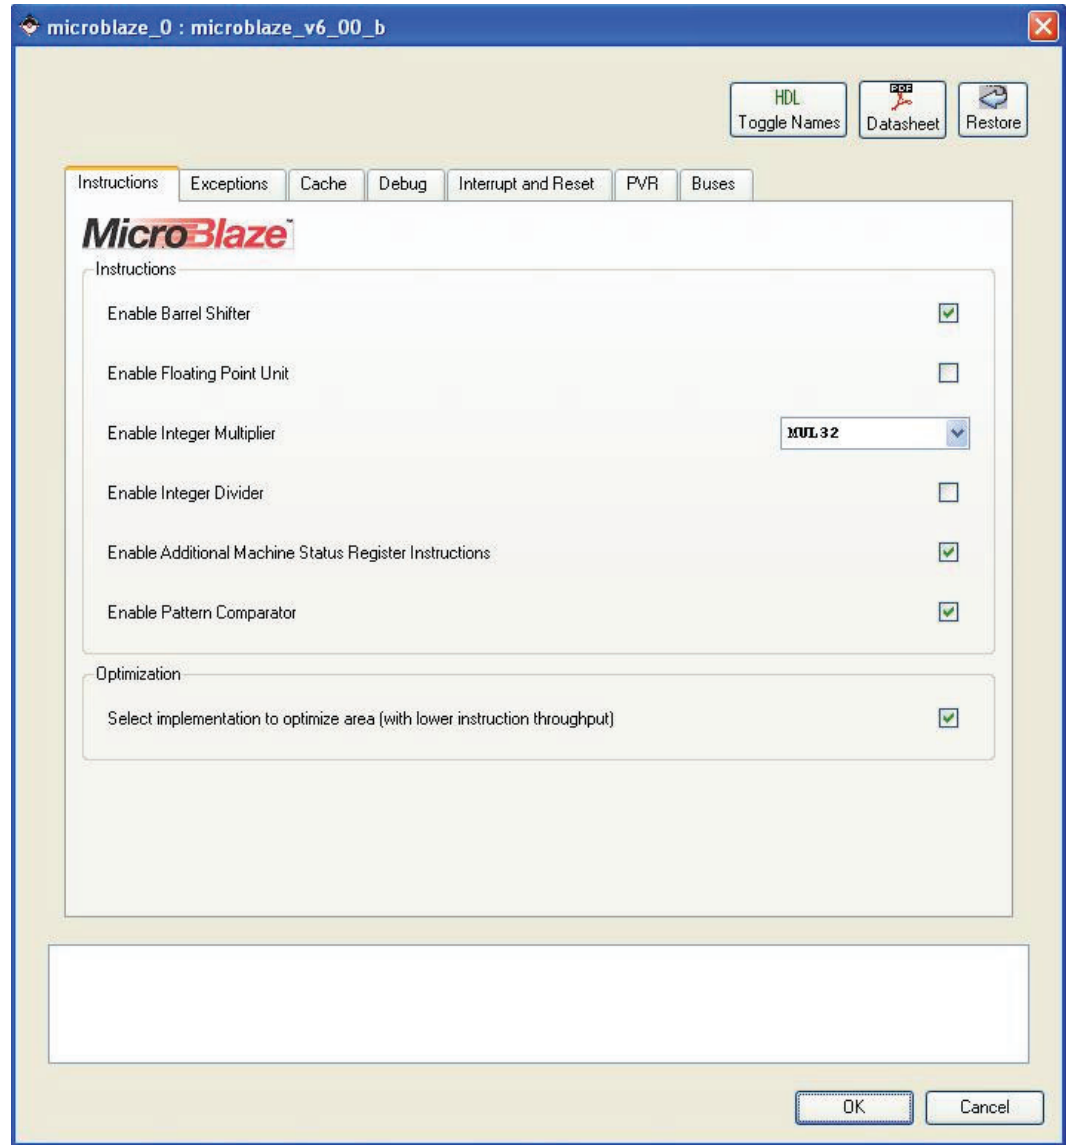 microblaze_0 : microblaze_v6_00_b
HDL
Toggle Names
PDF
Datasheet
Restore
Instructions Exceptions Cache Debug Interrupt and Reset PVR Buses
MicroBlaze™
Instructions
Enable Barrel Shifter
Enable Floating Point Unit
Enable Integer Multiplier MUL32
Enable Integer Divider
Enable Additional Machine Status Register Instructions
Enable Pattern Comparator
Optimization
Select implementation to optimize area (with lower instruction throughput)
OK Cancel